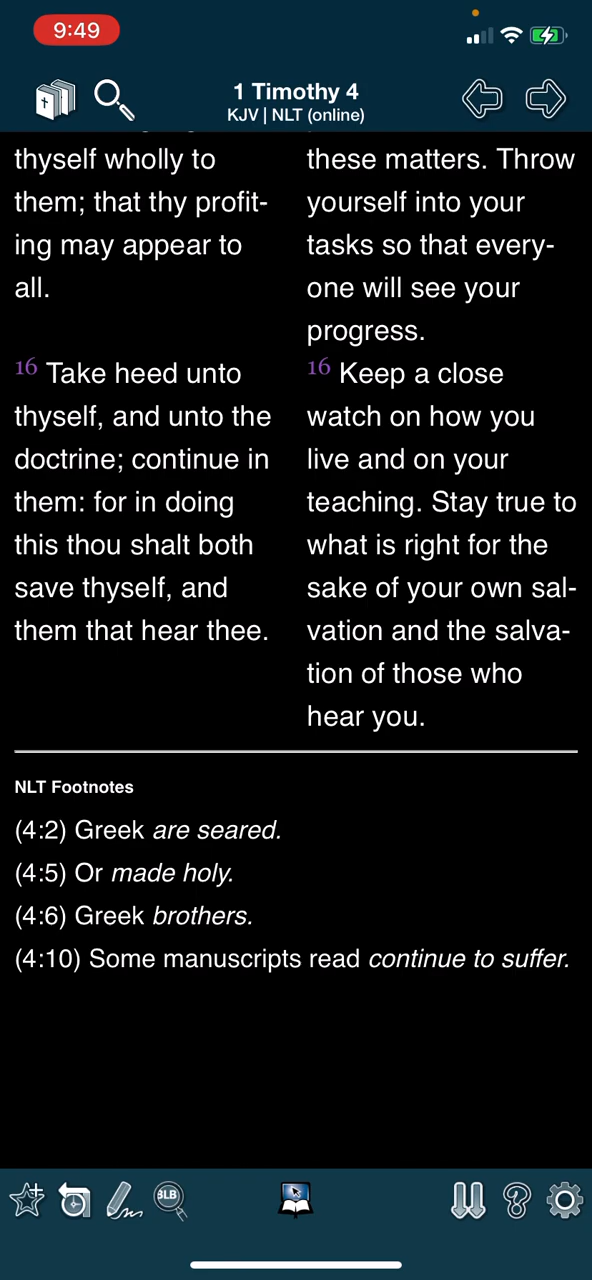 9:49
1 Timothy 4
KJV | NLT (online)
thyself wholly to
them; that thy profit-
ing may appear to
all.
16 Take heed unto
thyself, and unto the
doctrine; continue in
them: for in doing
this thou shalt both
save thyself, and
them that hear thee.
these matters. Throw
yourself into your
tasks so that every-
one will see your
progress.
16 Keep a close
watch on how you
live and on your
teaching. Stay true to
what is right for the
sake of your own sal-
vation and the salva-
tion of those who
hear you.
NLT Footnotes
(4:2) Greek are seared.
(4:5) Or made holy.
(4:6) Greek brothers.
(4:10) Some manuscripts read continue to suffer.
BLB